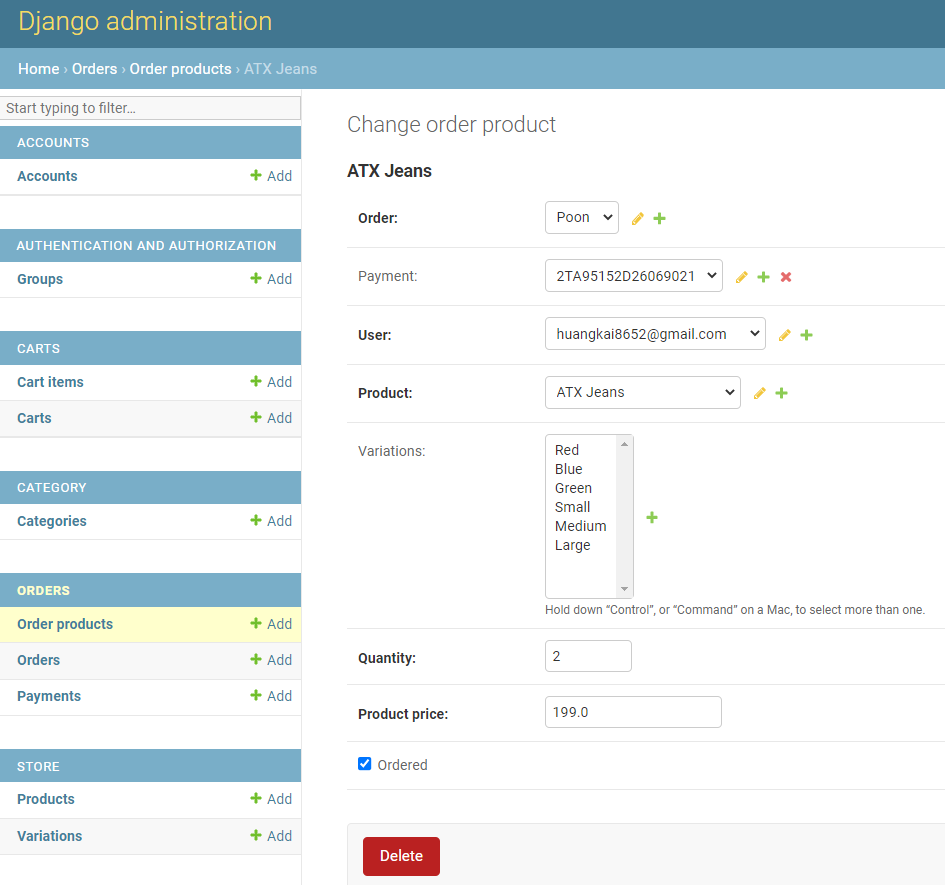 Django administration
Home › Orders › Order products › ATX Jeans
Start typing to filter...
ACCOUNTS
Accounts + Add
AUTHENTICATION AND AUTHORIZATION
Groups + Add
CARTS
Cart items + Add
Carts + Add
CATEGORY
Categories + Add
ORDERS
Order products + Add
Orders + Add
Payments + Add
STORE
Products + Add
Variations + Add
Change order product
ATX Jeans
Order: Poon
Payment: 2TA95152D26069021
User: huangkai8652@gmail.com
Product: ATX Jeans
Variations:
Red
Blue
Green
Small
Medium
Large
Hold down “Control”, or “Command” on a Mac, to select more than one.
Quantity: 2
Product price: 199.0
Ordered
Delete